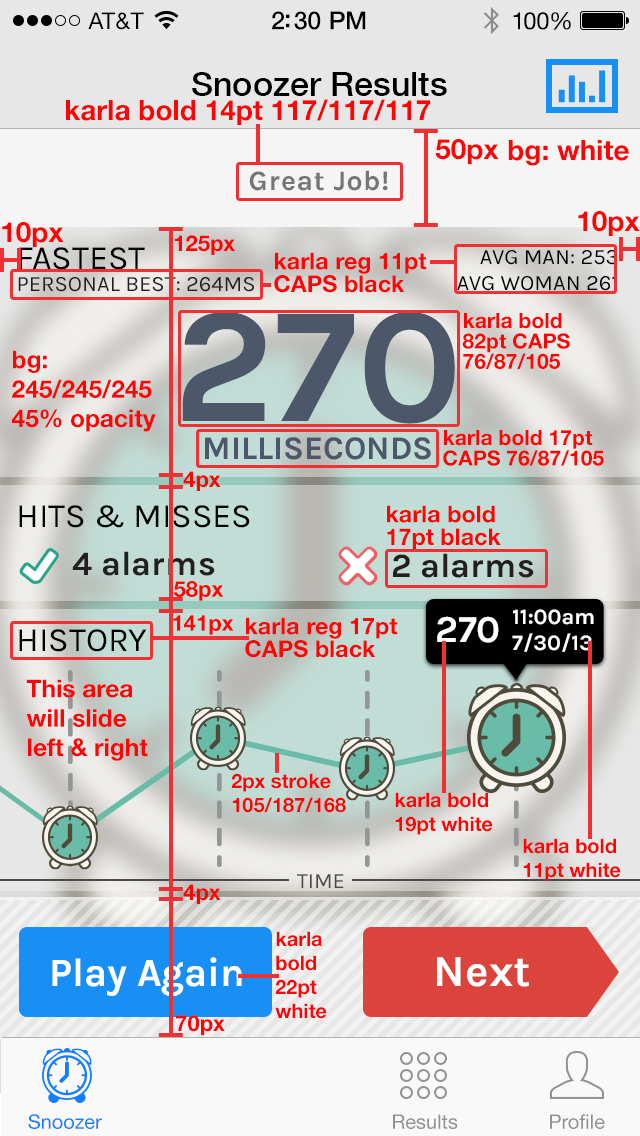 AT&T 2:30 PM 100%
Snoozer Results
karla bold 14pt 117/117/117
50px bg: white
Great Job!
10px
10px
125px
FASTEST
AVG MAN: 253
karla reg 11pt
CAPS black
PERSONAL BEST: 264MS
AVG WOMAN 26
270
karla bold
82pt CAPS
76/87/105
bg:
245/245/245
45% opacity
MILLISECONDS
karla bold 17pt
CAPS 76/87/105
4px
HITS & MISSES
karla bold
17pt black
4 alarms
2 alarms
58px
141px
HISTORY
karla reg 17pt
CAPS black
270
11:00am
7/30/13
This area
will slide
left & right
2px stroke
105/187/168
karla bold
19pt white
karla bold
11pt white
TIME
4px
Play Again
karla
bold
22pt
white
Next
70px
Snoozer
Results
Profile